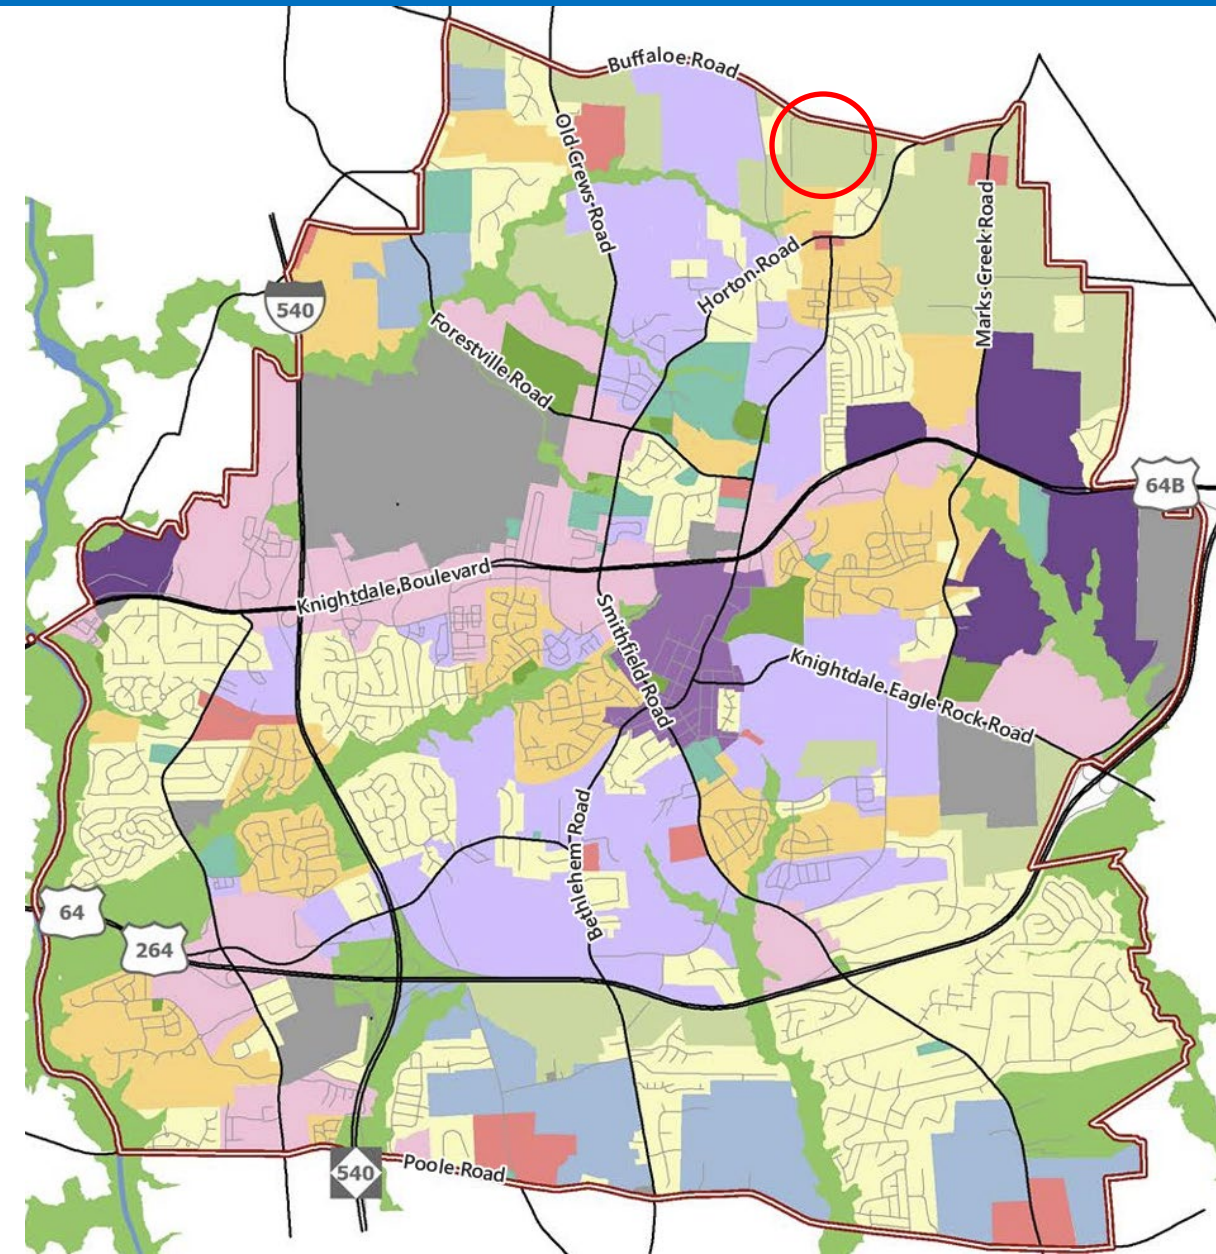 Buffaloe Road
Old Crews Road
Marks Creek Road
Horton Road
540
Forestville Road
64B
Knightdale Boulevard
Smithfield Road
Knightdale Eagle Rock Road
Bethlehem Road
64
264
540
Poole Road